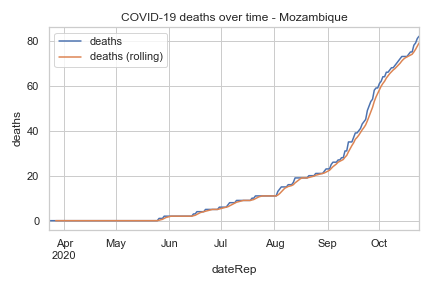 COVID-19 deaths over time - Mozambique
deaths
deaths (rolling)
80
60
40
20
0
deaths
Apr
2020
May
Jun
Jul
Aug
Sep
Oct
dateRep